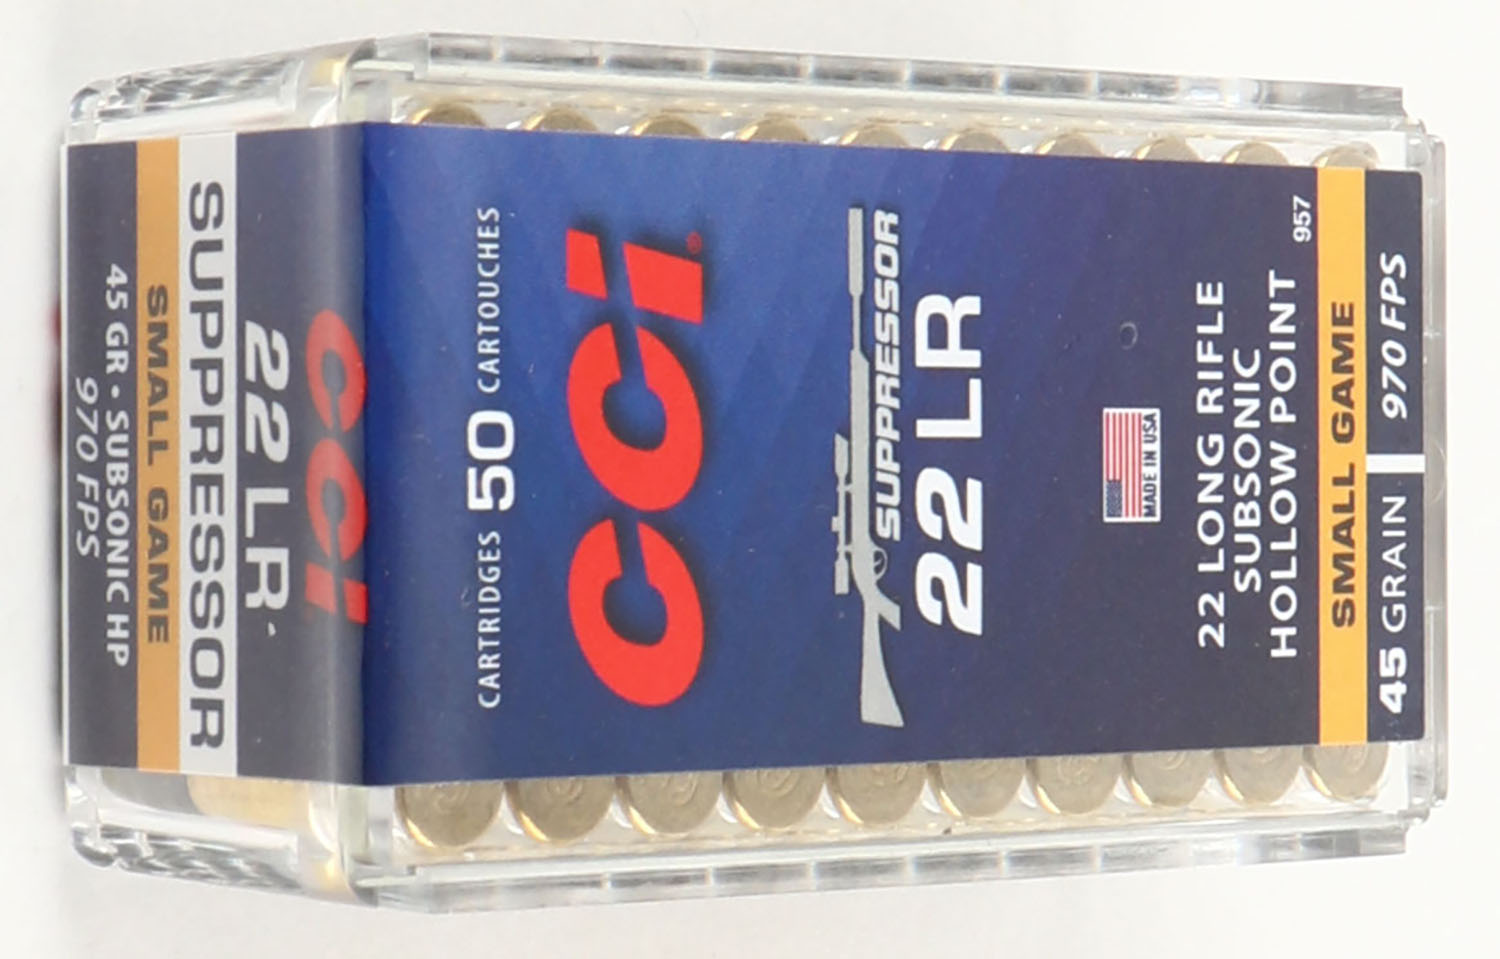 CARTRIDGES 50 CARTOUCHES
CCI®
SUPPRESSOR
22 LR
MADE IN USA
22 LONG RIFLE
SUBSONIC
HOLLOW POINT
957
SMALL GAME
45 GRAIN 970 FPS
CCI
22 LR
SUPPRESSOR
SMALL GAME
45 GR • SUBSONIC HP
970 FPS